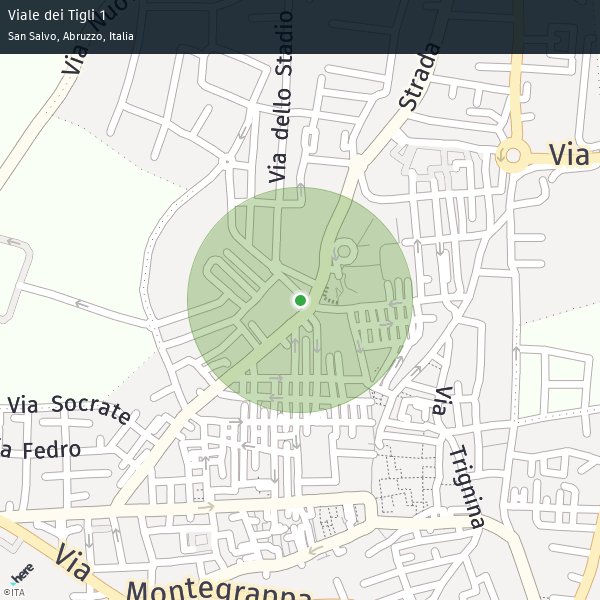 Viale dei Tigli 1
San Salvo, Abruzzo, Italia
Via
Via dello Stadio
Strada
Via
Via Socrate
Fedro
Via
Trignina
Via
Montegrappa
here
©ITA